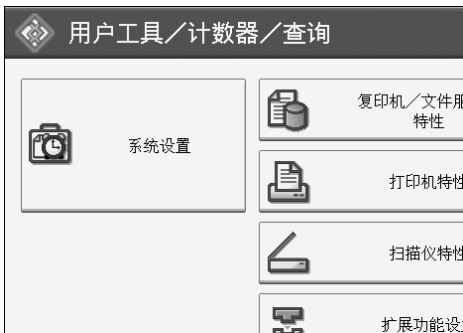 用户工具／计数器／查询
系统设置
复印机／文件服
特性
打印机特性
扫描仪特性
扩展功能设